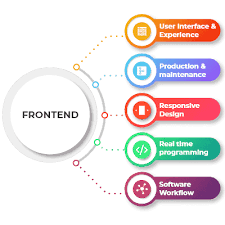 FRONTEND
User Interface &
Experience
Production &
maintenance
Responsive
Design
Real time
programming
Software
Workflow